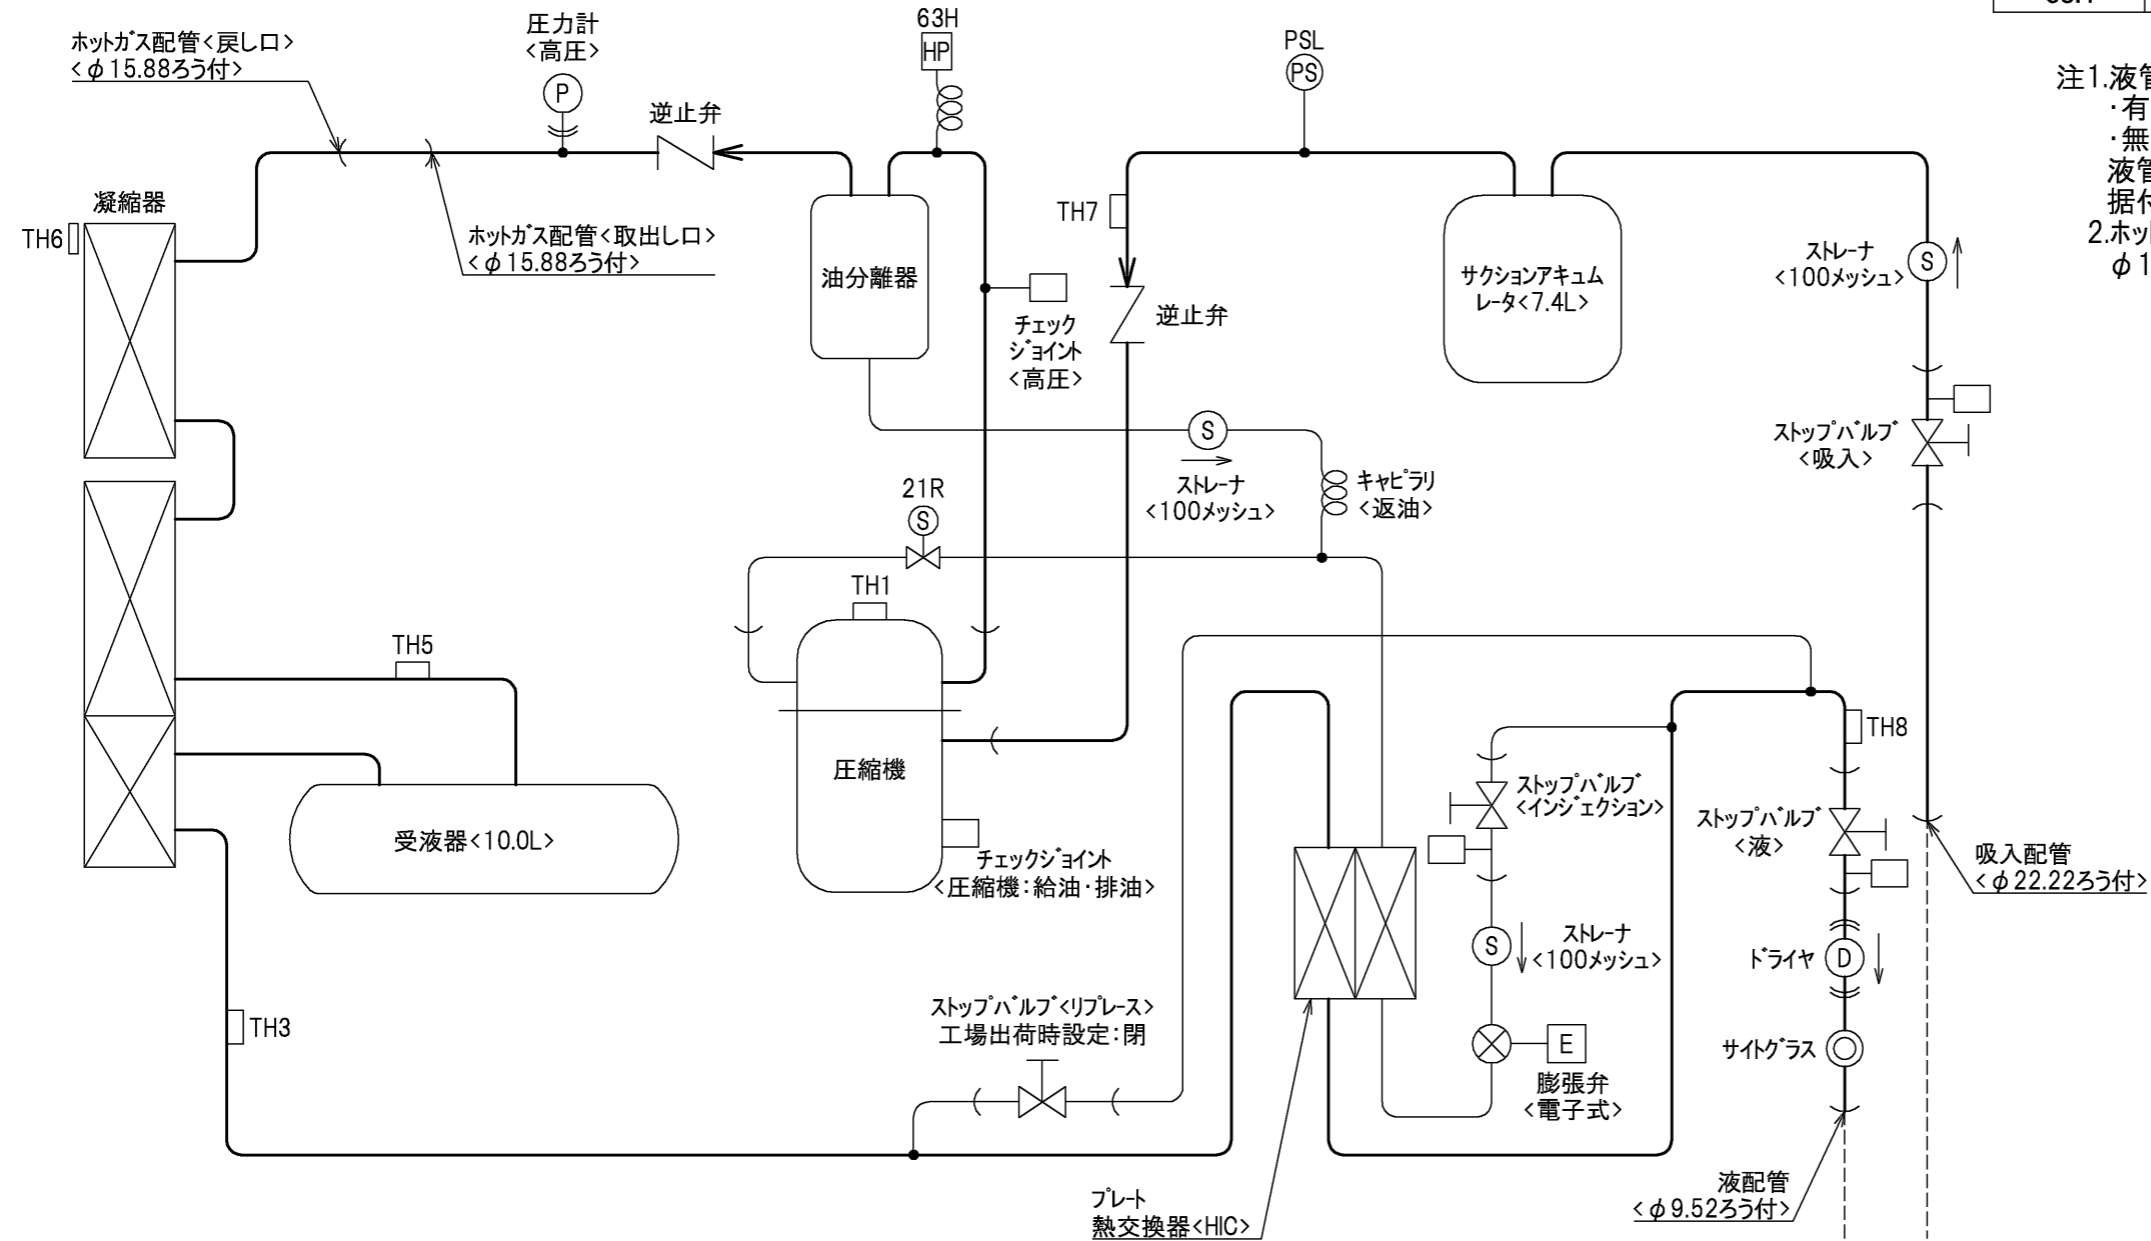 ホットガス配管<戻し口>
<φ15.88ろう付>
圧力計
<高圧>
P
逆止弁
63H
HP
PSL
PS
注1.液管
・有
・無
液管
据付
2.ホット
φ1
凝縮器
TH6
ホットガス配管<取出し口>
<φ15.88ろう付>
油分離器
チェック
ジョイント
<高圧>
TH7
逆止弁
サクションアキュム
レータ<7.4L>
ストレーナ
<100メッシュ>
S
ストップバルブ
<吸入>
S
ストレーナ
<100メッシュ>
キャピラリ
<返油>
21R
S
TH1
圧縮機
チェックジョイント
<圧縮機:給油・排油>
TH5
受液器<10.0L>
TH3
ストップバルブ<リプレース>
工場出荷時設定:閉
ストップバルブ
<インジェクション>
S
ストレーナ
<100メッシュ>
E
膨張弁
<電子式>
プレート
熱交換器<HIC>
TH8
ストップバルブ
<液>
ドライヤ
D
サイトグラス
液配管
<φ9.52ろう付>
吸入配管
<φ22.22ろう付>